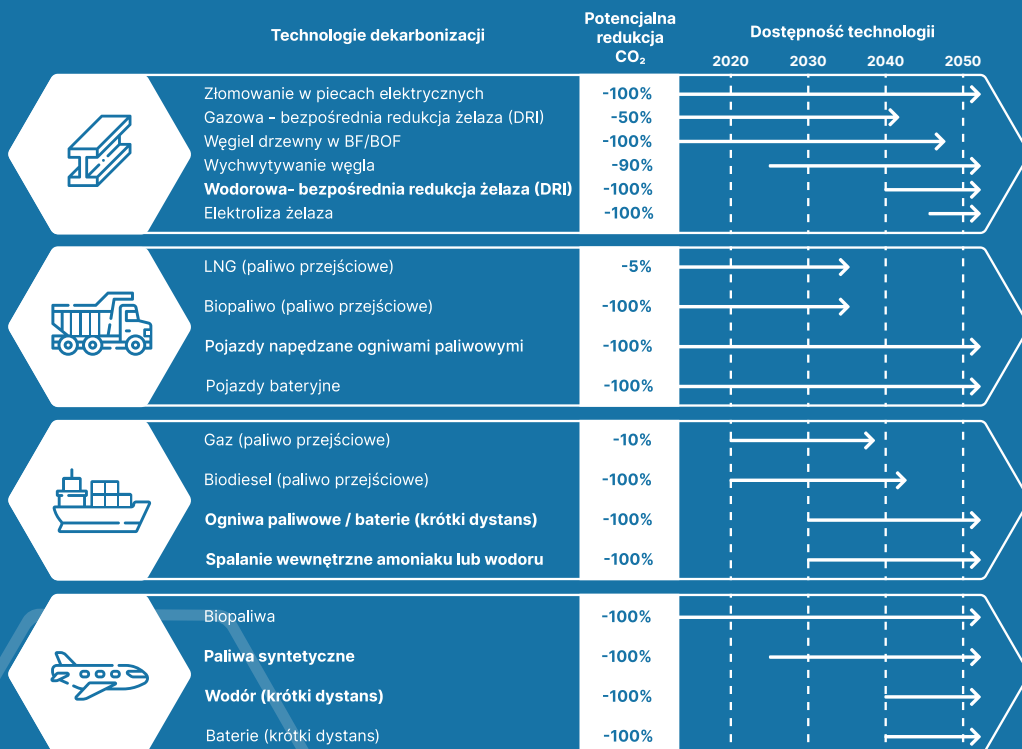 Technologie dekarbonizacji
Potencjalna
redukcja
CO₂
Dostępność technologii
2020 2030 2040 2050
Złomowanie w piecach elektrycznych -100%
Gazowa – bezpośrednia redukcja żelaza (DRI) -50%
Węgiel drzewny w BF/BOF -100%
Wychwytywanie węgla -90%
Wodorowa– bezpośrednia redukcja żelaza (DRI) -100%
Elektroliza żelaza -100%
LNG (paliwo przejściowe) -5%
Biopaliwo (paliwo przejściowe) -100%
Pojazdy napędzane ogniwami paliwowymi -100%
Pojazdy bateryjne -100%
Gaz (paliwo przejściowe) -10%
Biodiesel (paliwo przejściowe) -100%
Ogniwa paliwowe / baterie (krótki dystans) -100%
Spalanie wewnętrzne amoniaku lub wodoru -100%
Biopaliwa -100%
Paliwa syntetyczne -100%
Wodór (krótki dystans) -100%
Baterie (krótki dystans) -100%